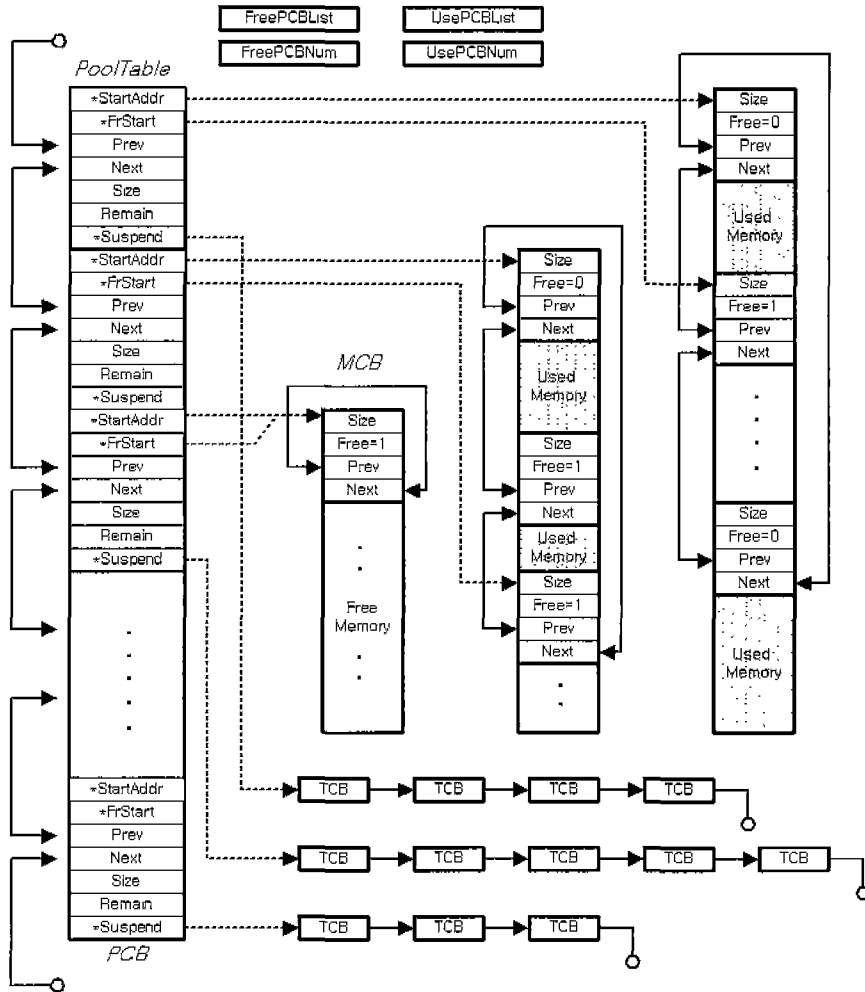 FreePCBList
UsePCBList
FreePCBNum
UsePCBNum
PoolTable
*StartAddr
*FrStart
Prev
Next
Size
Remain
*Suspend
*StartAddr
*FrStart
Prev
Next
Size
Remain
*Suspend
*StartAddr
*FrStart
Prev
Next
Size
Remain
*Suspend
*StartAddr
*FrStart
Prev
Next
Size
Remain
*Suspend
PCB
MCB
Size
Free=1
Prev
Next
Free
Memory
Size
Free=0
Prev
Next
Used
Memory
Size
Free=1
Prev
Next
Used
Memory
Size
Free=1
Prev
Next
Size
Free=0
Prev
Next
Used
Memory
Size
Free=1
Prev
Next
Size
Free=0
Prev
Next
Used
Memory
TCB
TCB
TCB
TCB
TCB
TCB
TCB
TCB
TCB
TCB
TCB
TCB